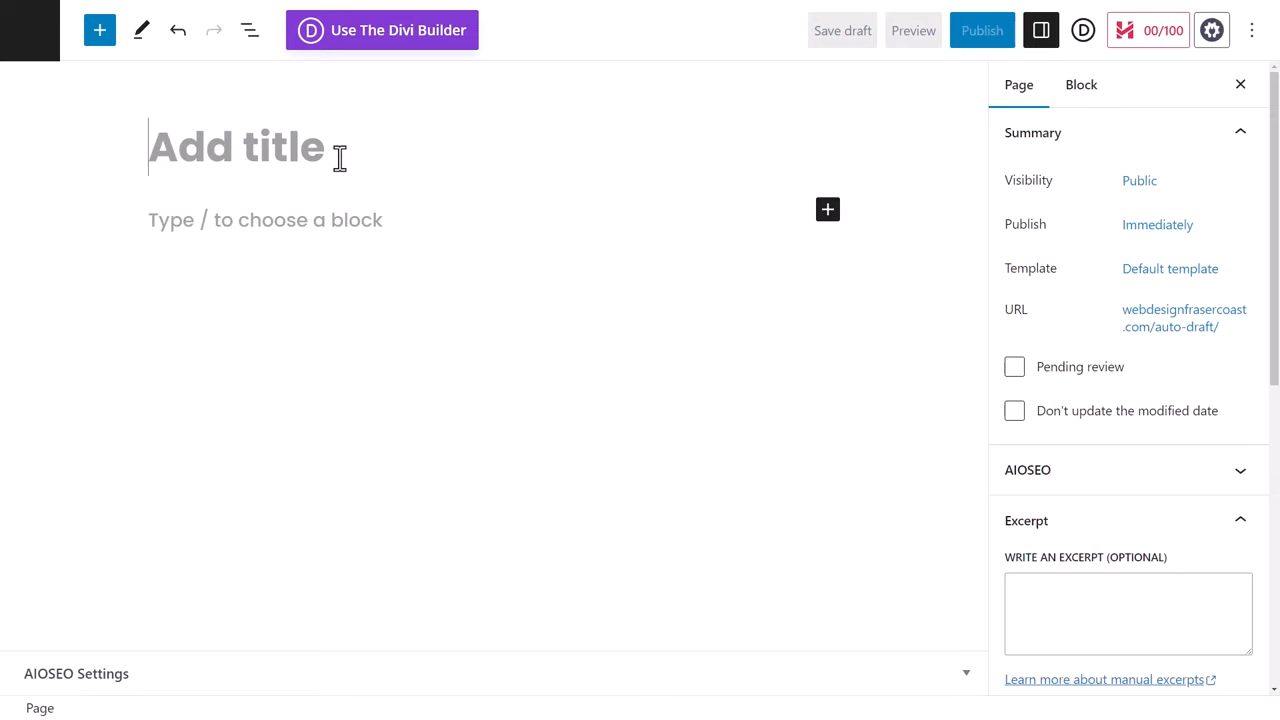 D Use The Divi Builder
Save draft
Preview
Publish
D
00/100
Page
Block
Add title
Type / to choose a block
Summary
Visibility
Public
Publish
Immediately
Template
Default template
URL
webdesignfrasercoast
.com/auto-draft/
Pending review
Don't update the modified date
AIOSEO
Excerpt
WRITE AN EXCERPT (OPTIONAL)
Learn more about manual excerpts
AIOSEO Settings
Page